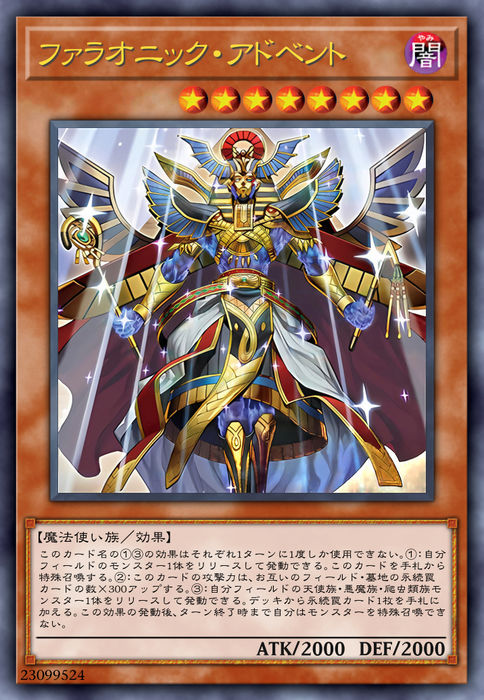 ファラオニック・アドベント
やみ
闇
【魔法使い族／効果】
このカード名の①③の効果はそれぞれ1ターンに1度しか使用できない。①：自分
フィールドのモンスター1体をリリースして発動できる。このカードを手札から
特殊召喚する。②：このカードの攻撃力は、お互いのフィールド・墓地の永続罠
カードの数×300アップする。③：自分フィールドの天使族・悪魔族・爬虫類族モ
ンスター1体をリリースして発動できる。デッキから永続罠カード1枚を手札に
加える。この効果の発動後、ターン終了時まで自分はモンスターを特殊召喚でき
ない。
ATK/2000 DEF/2000
23099524